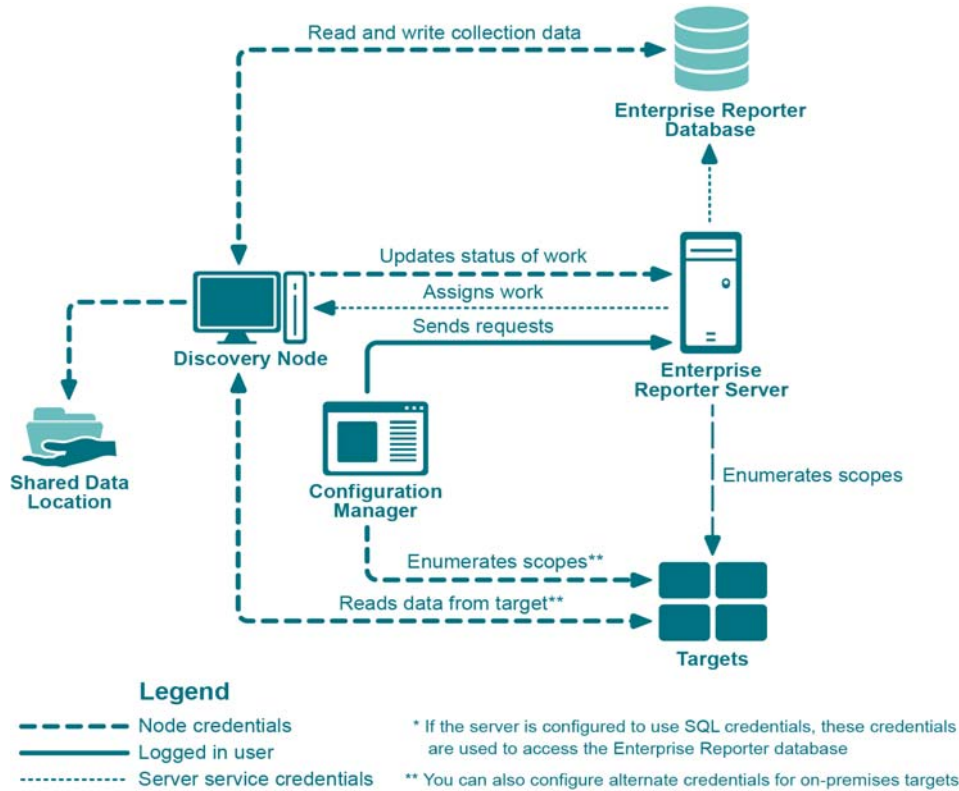 Read and write collection data
Enterprise Reporter
Database
Updates status of work
Assigns work
Sends requests
Discovery Node
Enterprise
Reporter Server
Shared Data
Location
Configuration
Manager
Enumerates scopes
Enumerates scopes**
Reads data from target**
Targets
Legend
Node credentials
Logged in user
Server service credentials
* If the server is configured to use SQL credentials, these credentials
are used to access the Enterprise Reporter database
** You can also configure alternate credentials for on-premises targets